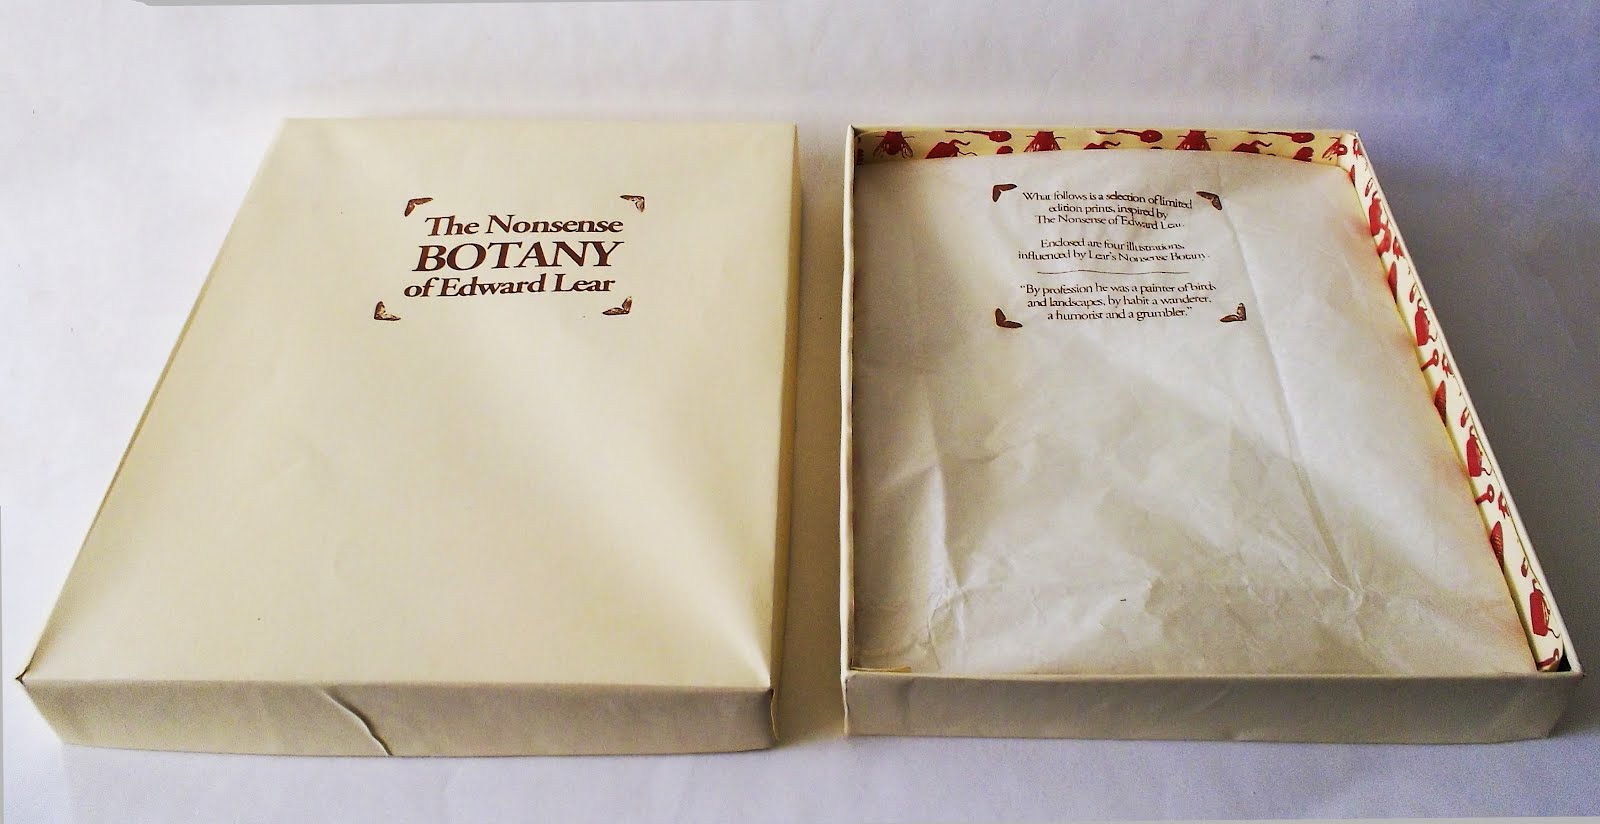 The Nonsense
BOTANY
of Edward Lear
What follows is a selection of limited
edition prints, inspired by
The Nonsense of Edward Lear.
Enclosed are four illustrations,
influenced by Lear's Nonsense Botany.
"By profession he was a painter of birds
and landscapes, by habit a wanderer,
a humorist and a grumbler."